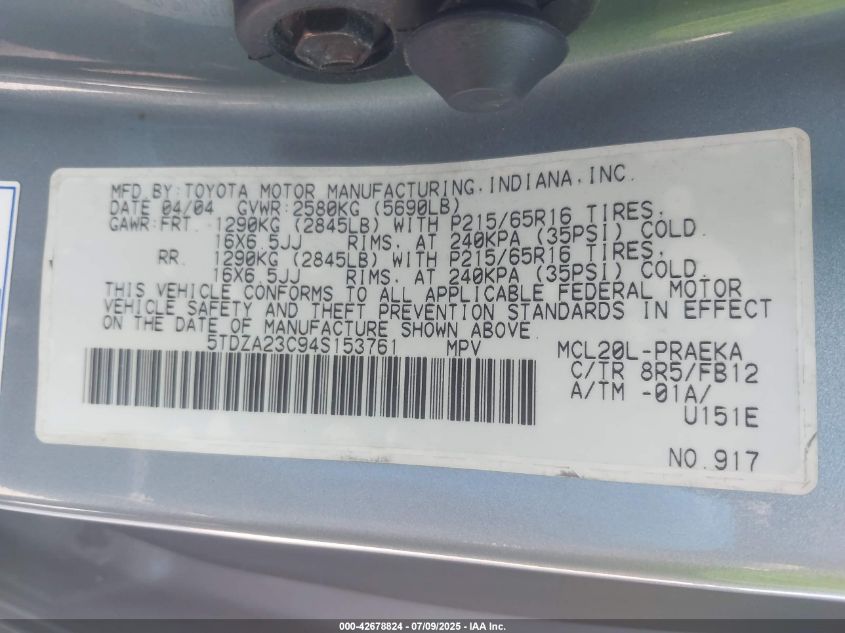 MFD.BY:TOYOTA MOTOR MANUFACTURING.INDIANA,INC.
DATE 04/04 GVWR:2580KG (5690LB)
GAWR:FRT. 1290KG (2845LB) WITH P215/65R16 TIRES,
16X6.5JJ RIMS, AT 240KPA (35PSI) COLD.
RR. 1290KG (2845LB) WITH P215/65R16 TIRES,
16X6.5JJ RIMS, AT 240KPA (35PSI) COLD.
THIS VEHICLE CONFORMS TO ALL APPLICABLE FEDERAL MOTOR
VEHICLE SAFETY AND THEFT PREVENTION STANDARDS IN EFFECT
ON THE DATE OF MANUFACTURE SHOWN ABOVE.
5TDZA23C94S153761 MPV MCL20L-PRAEKA
C/TR 8R5/FB12
A/TM -01A/
U151E
NO.917
000-42678824 / 07/09/2025 - IAA Inc.